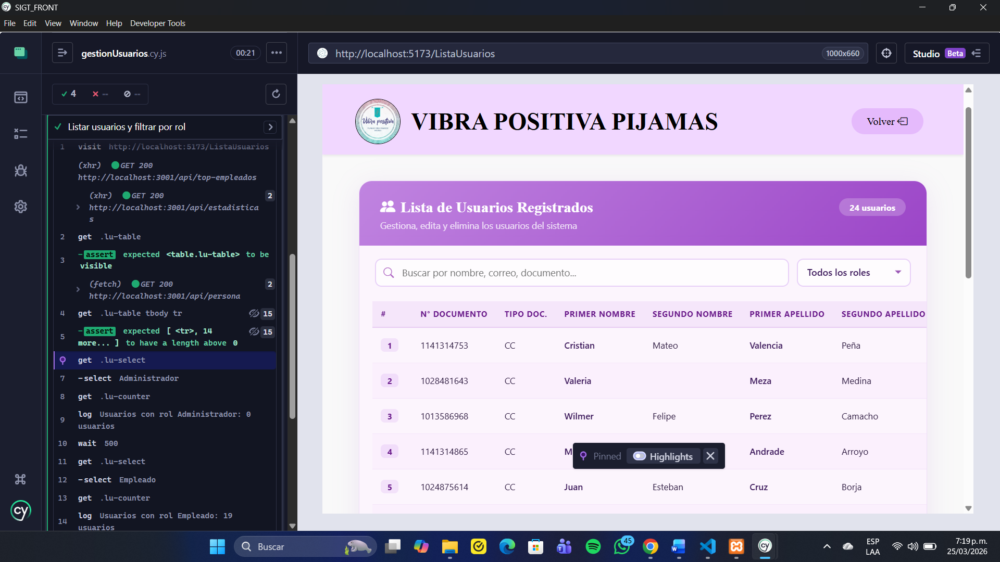 SIGT_FRONT
File Edit View Window Help Developer Tools
gestionUsuarios.cy.js
00:21
4
--
--
Listar usuarios y filtrar por rol
1 visit http://localhost:5173/ListaUsuarios
(xhr) GET 200
http://localhost:3001/api/top-empleados
(xhr) GET 200 2
http://localhost:3001/api/estadistica
s
2 get .lu-table
3 -assert expected <table.lu-table> to be
visible
(fetch) GET 200 2
http://localhost:3001/api/persona
4 get .lu-table tbody tr 15
5 -assert expected [ <tr>, 14 15
more... ] to have a length above 0
get .lu-select
7 -select Administrador
8 get .lu-counter
9 log Usuarios con rol Administrador: 0
usuarios
10 wait 500
11 get .lu-select
12 -select Empleado
13 get .lu-counter
14 log Usuarios con rol Empleado: 19
usuarios
cy
http://localhost:5173/ListaUsuarios
1000x660
Studio Beta
Vibra positiva
VIBRA POSITIVA PIJAMAS
Volver
Lista de Usuarios Registrados
24 usuarios
Gestiona, edita y elimina los usuarios del sistema
Buscar por nombre, correo, documento...
Todos los roles
# N° DOCUMENTO TIPO DOC. PRIMER NOMBRE SEGUNDO NOMBRE PRIMER APELLIDO SEGUNDO APELLIDO
1 1141314753 CC Cristian Mateo Valencia Peña
2 1028481643 CC Valeria Meza Medina
3 1013586968 CC Wilmer Felipe Perez Camacho
4 1141314865 CC M Andrade Arroyo
Pinned Highlights
5 1024875614 CC Juan Esteban Cruz Borja
Buscar
45
ESP
LAA
7:19 p. m.
25/03/2026